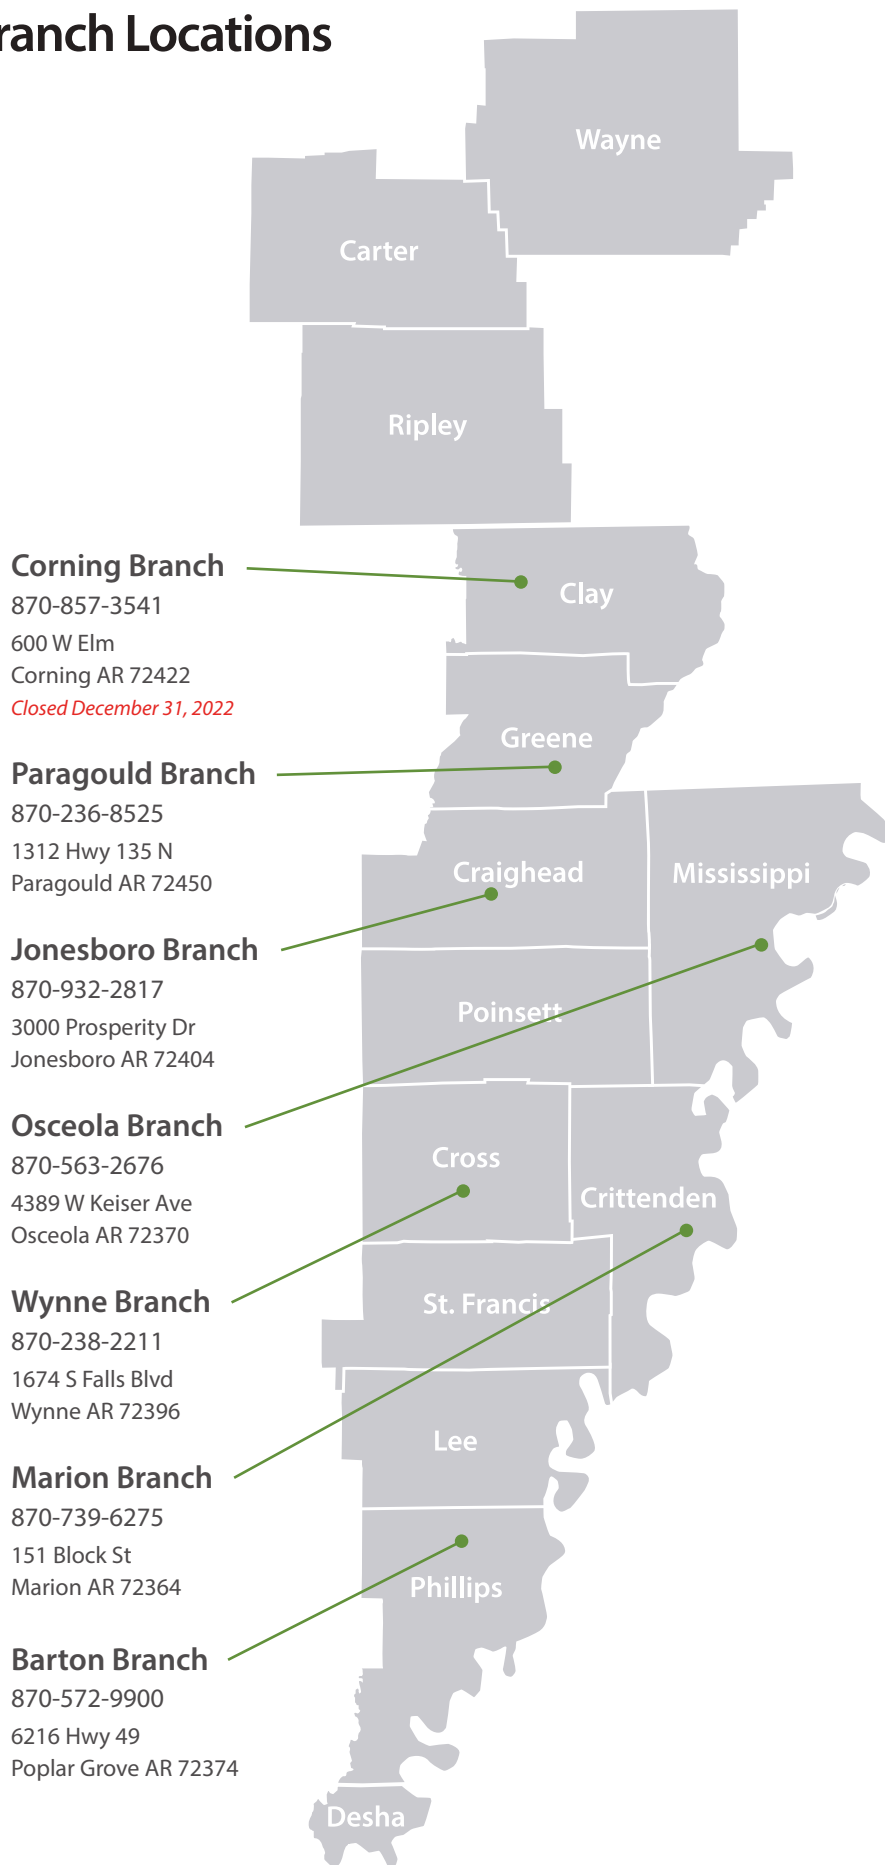 ranch Locations
Wayne
Carter
Ripley
Corning Branch
870-857-3541
600 W Elm
Corning AR 72422
Closed December 31, 2022
Clay
Greene
Paragould Branch
870-236-8525
1312 Hwy 135 N
Paragould AR 72450
Craighead
Mississippi
Jonesboro Branch
870-932-2817
3000 Prosperity Dr
Jonesboro AR 72404
Poinsett
Osceola Branch
870-563-2676
4389 W Keiser Ave
Osceola AR 72370
Cross
Crittenden
Wynne Branch
870-238-2211
1674 S Falls Blvd
Wynne AR 72396
St. Francis
Lee
Marion Branch
870-739-6275
151 Block St
Marion AR 72364
Phillips
Barton Branch
870-572-9900
6216 Hwy 49
Poplar Grove AR 72374
Desha